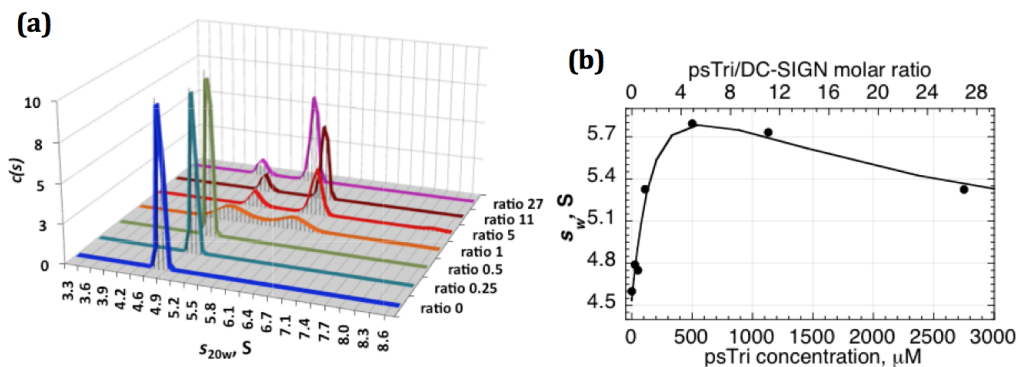 (a)
10
8
5
3
0
c(s)
3.3 3.6 3.9 4.2 4.6 4.9 5.2 5.5 5.8 6.1 6.4 6.7 7.1 7.4 7.7 8.0 8.3 8.6
s20w, S
ratio 27
ratio 11
ratio 5
ratio 1
ratio 0.5
ratio 0.25
ratio 0
(b)
psTri/DC-SIGN molar ratio
0 4 8 12 16 20 24 28
5.7
5.4
5.1
4.8
4.5
sw, S
0 500 1000 1500 2000 2500 3000
psTri concentration, μM